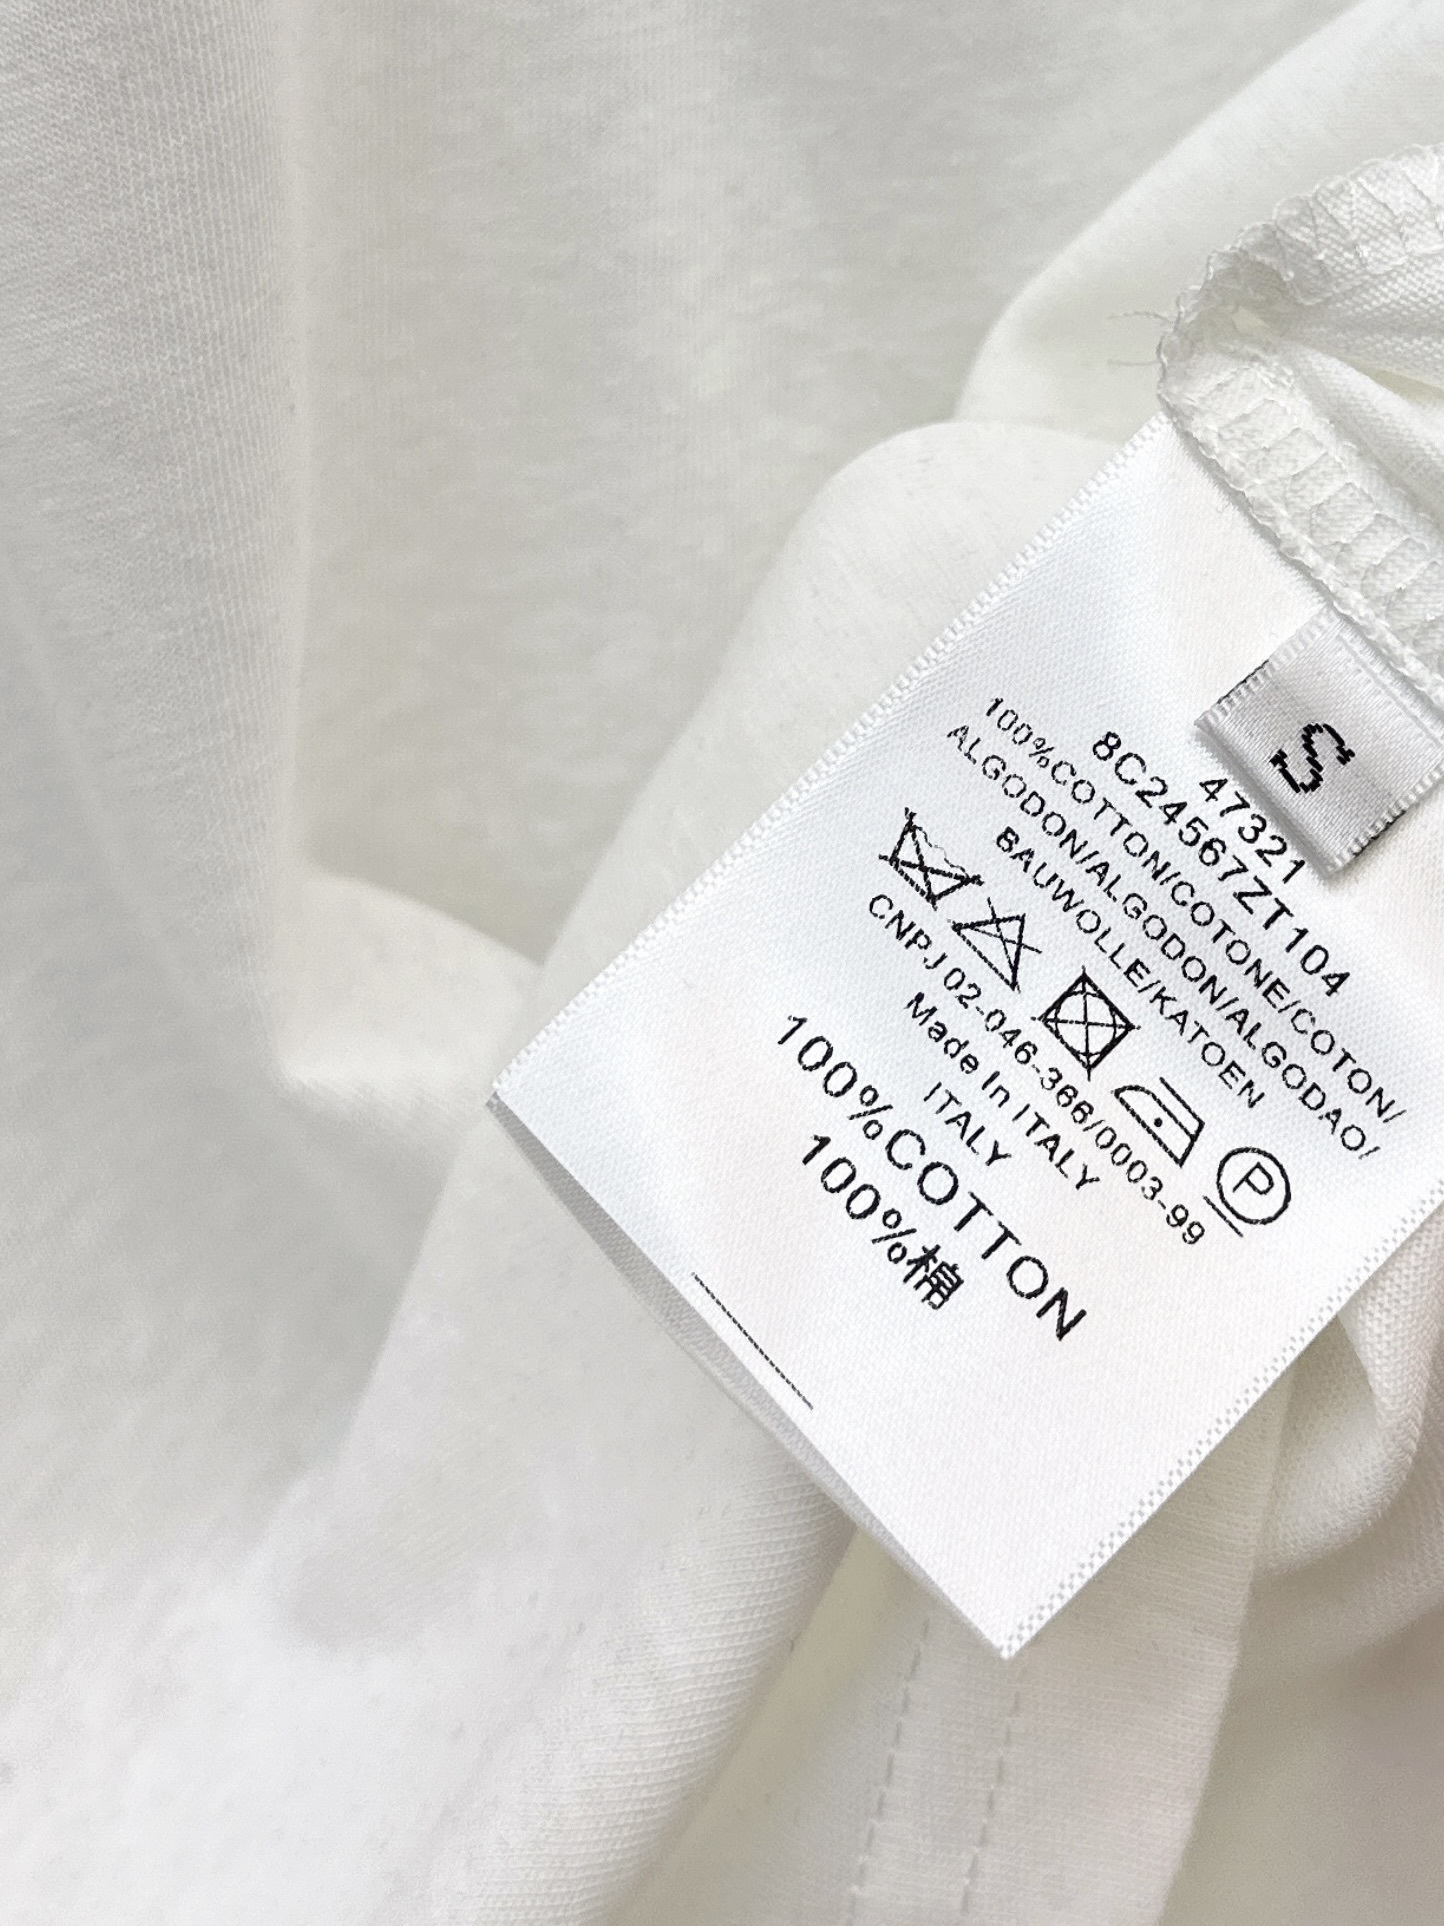 S
47321
8C24567ZT104
100%COTTON/COTONE/COTON/
ALGODON/ALGODON/ALGODAO/
BAUWOLLE/KATOEN
P
CNPJ 02-046-366/0003-99
Made In ITALY
ITALY
100%COTTON
100%棉